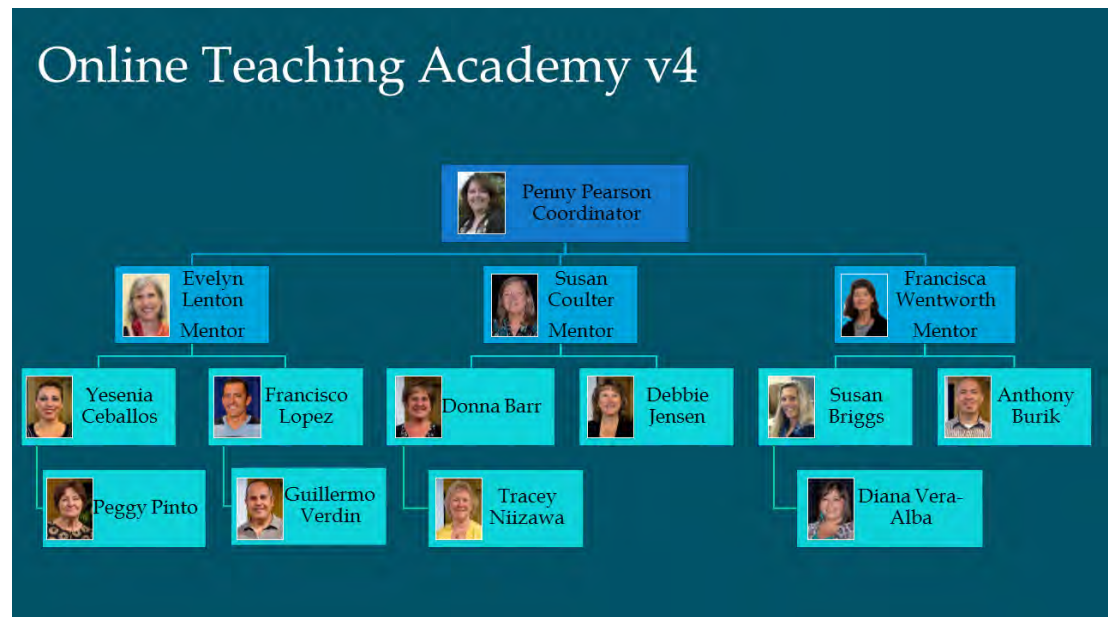 Online Teaching Academy v4
Penny Pearson
Coordinator
Evelyn
Lenton
Mentor
Susan
Coulter
Mentor
Francisca
Wentworth
Mentor
Yesenia
Ceballos
Francisco
Lopez
Donna Barr
Debbie
Jensen
Susan
Briggs
Anthony
Burik
Peggy Pinto
Guillermo
Verdin
Tracey
Niizawa
Diana Vera-
Alba